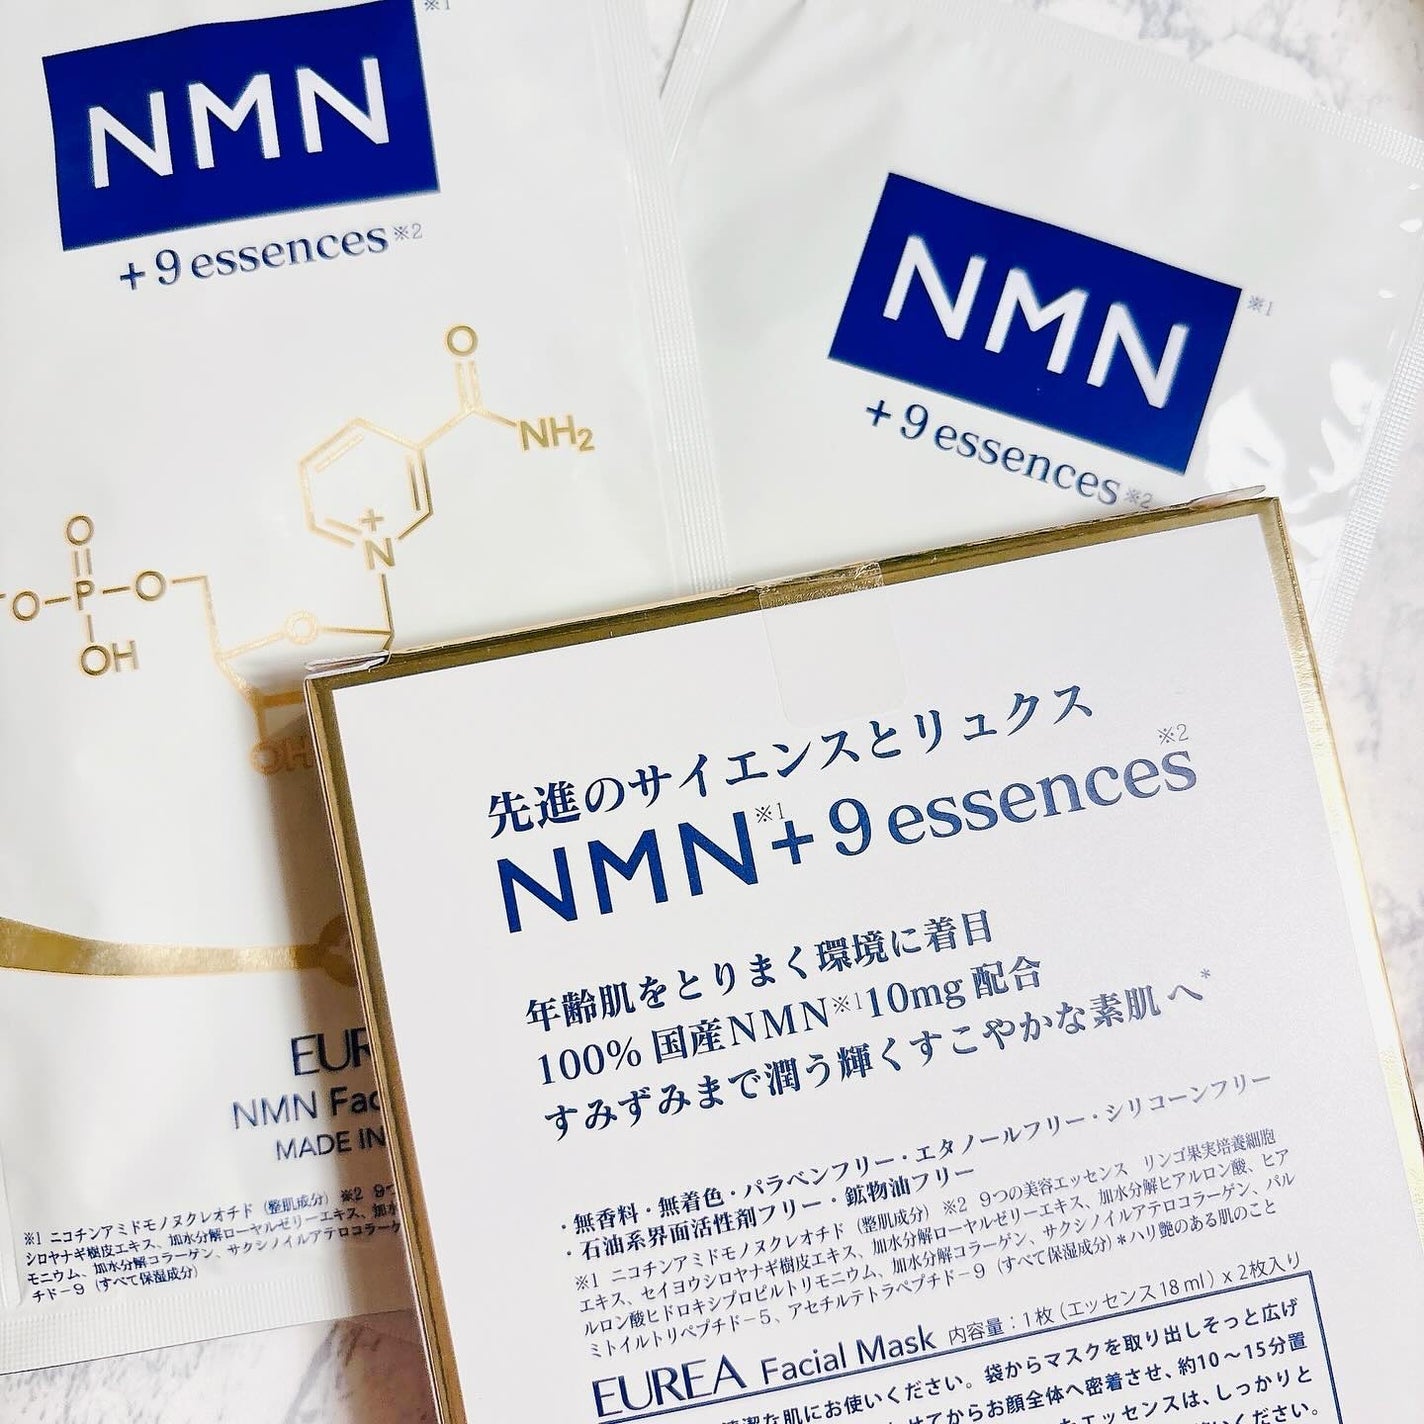 NMN ※1
+9 essences ※2
O
NH2
+
N
O
O–P–O
OH
O
OH
EUR
NMN Fac
MADE IN
※1 ニコチンアミドモノヌクレオチド（整肌成分）※2 9つ
シロヤナギ樹皮エキス、加水分解ローヤルゼリーエキス、加水
モニウム、加水分解コラーゲン、サクシノイルアテロコラーゲ
チド－9（すべて保湿成分）
NMN ※1
+9 essences ※2
先進のサイエンスとリュクス
NMN※1+9 essences※2
年齢肌をとりまく環境に着目
100% 国産NMN※110mg 配合
すみずみまで潤う輝くすこやかな素肌へ*
・無香料・無着色・パラベンフリー・エタノールフリー・シリコーンフリー
・石油系界面活性剤フリー・鉱物油フリー
※1 ニコチンアミドモノヌクレオチド（整肌成分）※2 9つの美容エッセンス リンゴ果実培養細胞
エキス、セイヨウシロヤナギ樹皮エキス、加水分解ローヤルゼリーエキス、加水分解ヒアルロン酸、ヒア
ルロン酸ヒドロキシプロピルトリモニウム、加水分解コラーゲン、サクシノイルアテロコラーゲン、パル
ミトイルトリペプチド－5、アセチルテトラペプチド－9（すべて保湿成分）*ハリ艶のある肌のこと
EUREA Facial Mask 内容量：1枚（エッセンス18ml）x 2枚入り
清潔な肌にお使いください。袋からマスクを取り出しそっと広げ
わせてからお顔全体へ密着させ、約10～15分置
エッセンスは、しっかりと
ください。